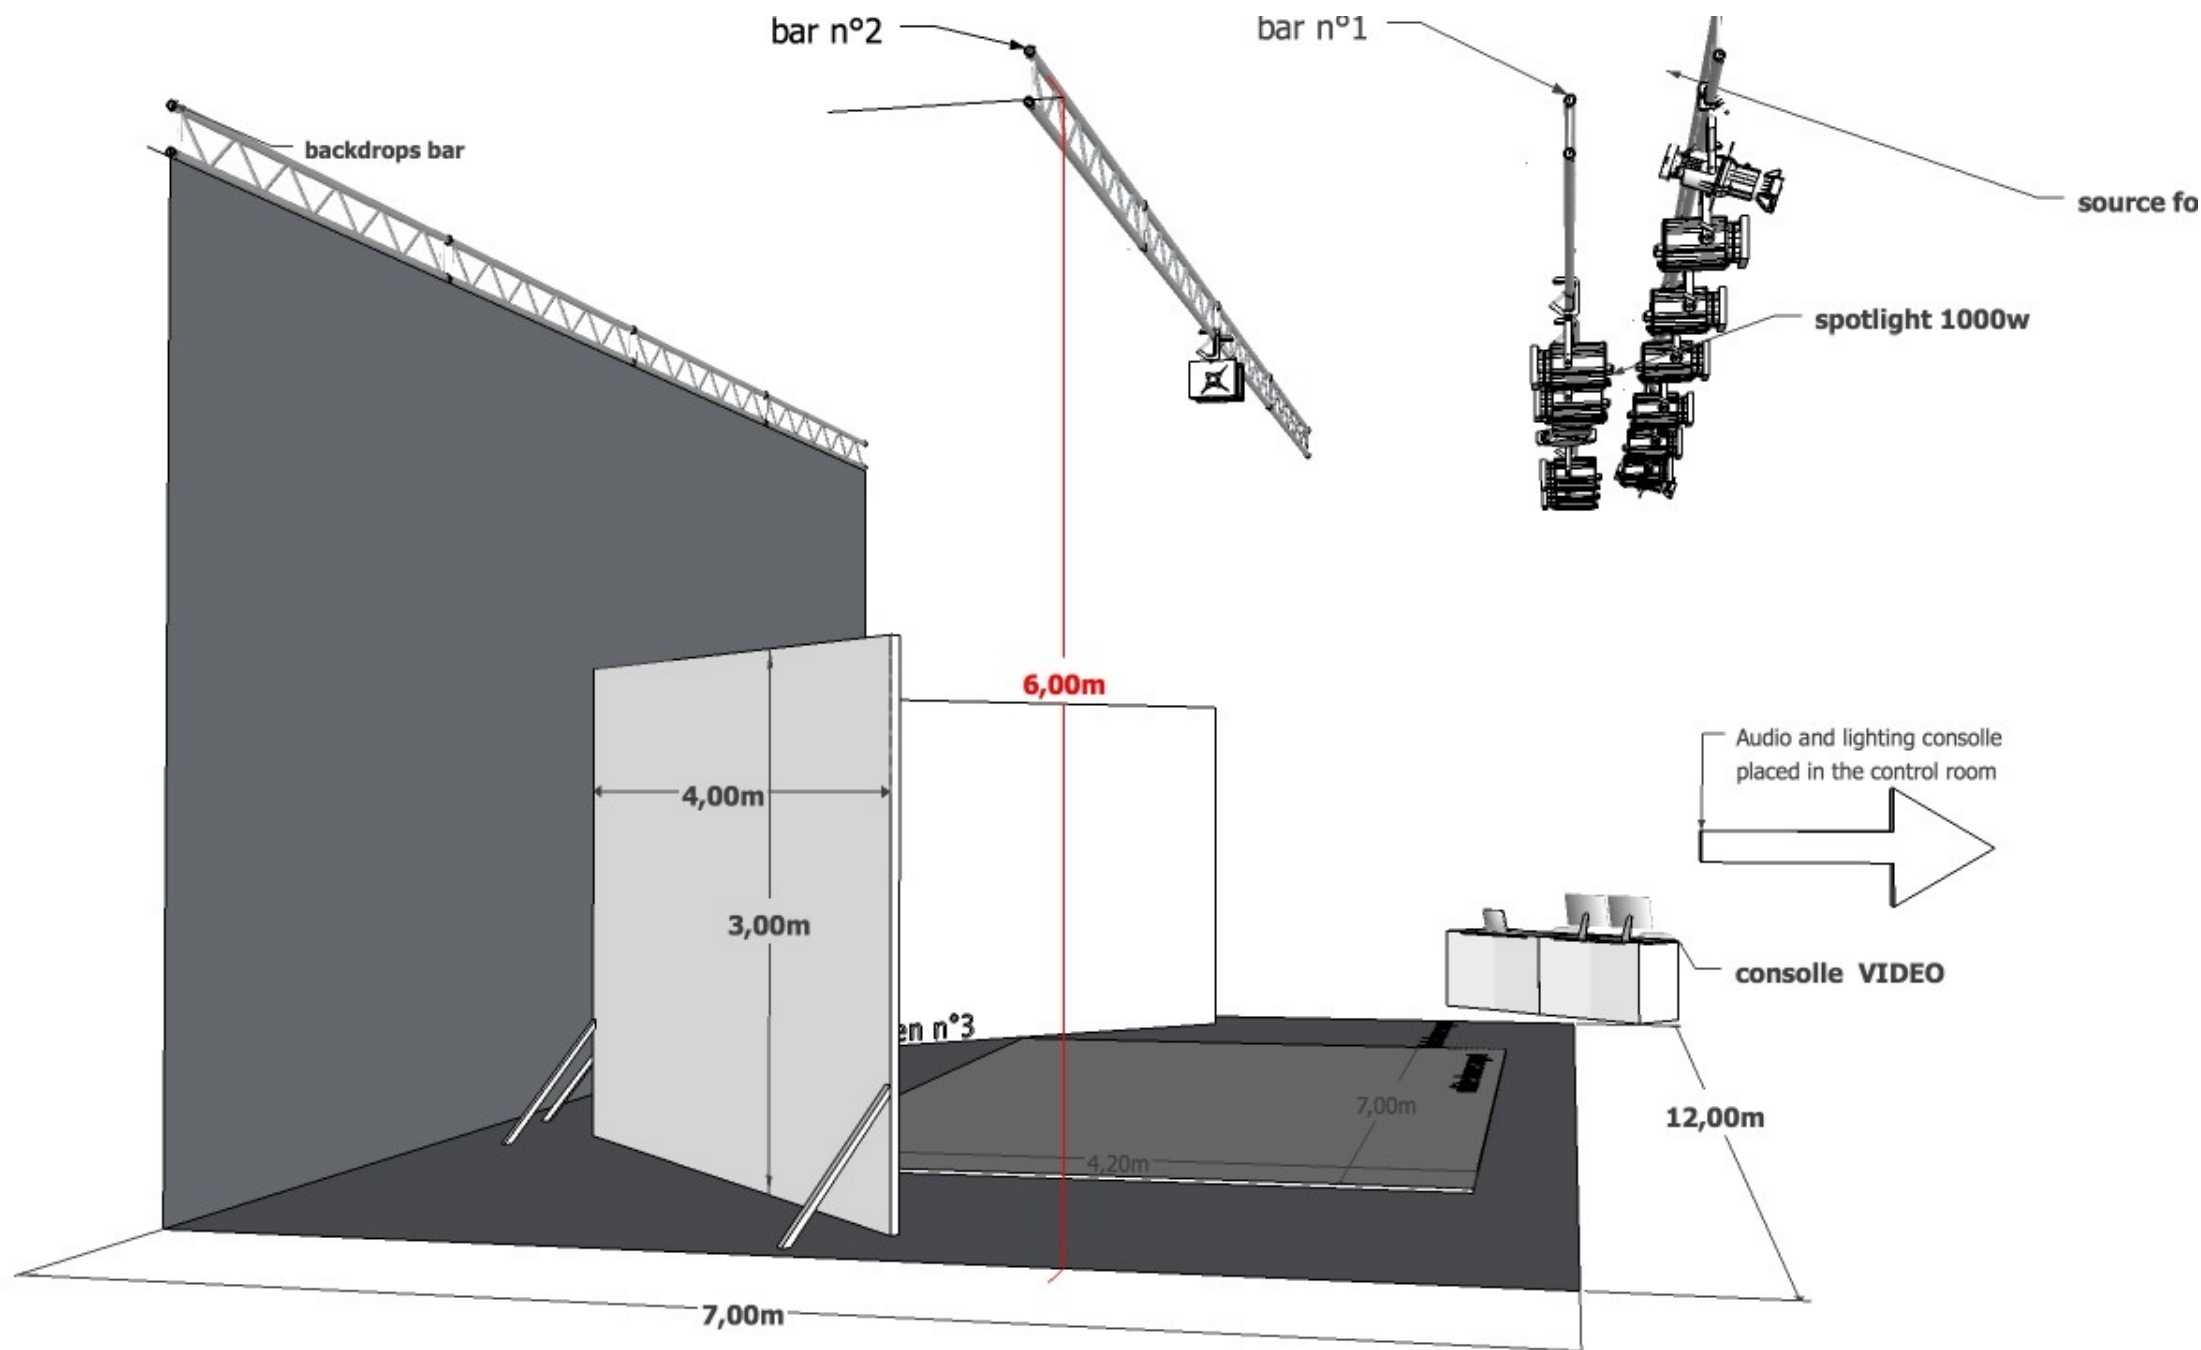 bar n°2
bar n°1
backdrops bar
source fo
spotlight 1000w
6,00m
Audio and lighting consolle
placed in the control room
4,00m
3,00m
consolle VIDEO
en n°3
7,00m
12,00m
4,20m
7,00m